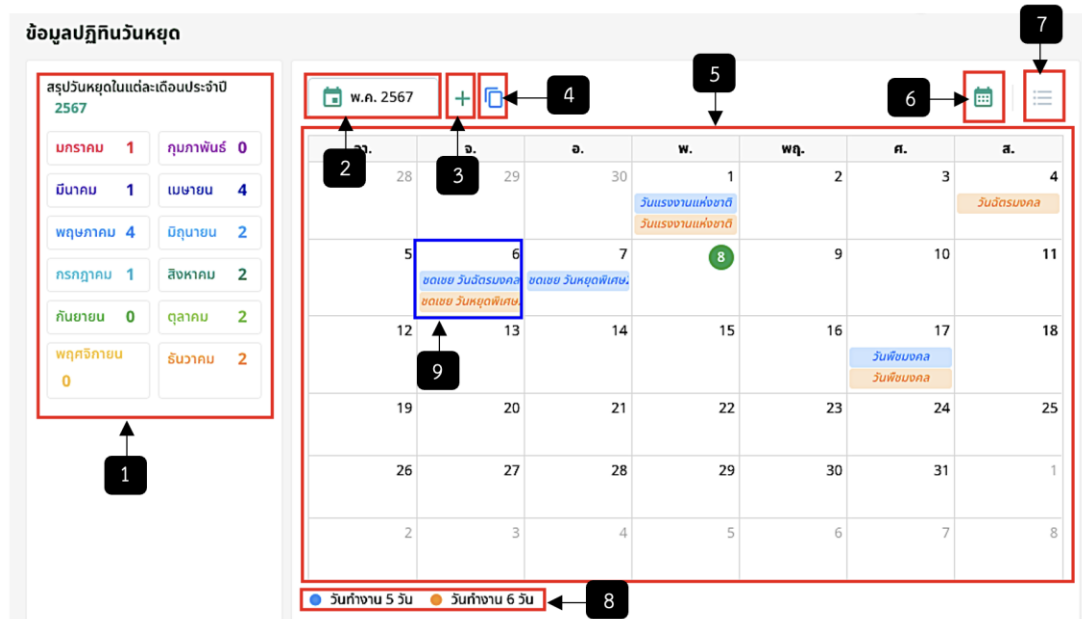 ข้อมูลปฏิทินวันหยุด
7
สรุปวันหยุดในแต่ละเดือนประจำปี
2567
มกราคม 1 กุมภาพันธ์ 0
มีนาคม 1 เมษายน 4
พฤษภาคม 4 มิถุนายน 2
กรกฎาคม 1 สิงหาคม 2
กันยายน 0 ตุลาคม 2
พฤศจิกายน
0
ธันวาคม 2
1
พ.ค. 2567
4
5
6
2
3
จ. อ. พ. พฤ. ศ. ส.
28 29 30 1 2 3 4
วันแรงงานแห่งชาติ วันฉัตรมงคล
วันแรงงานแห่งชาติ
5 6 7 8 9 10 11
ชดเชย วันฉัตรมงคล ชดเชย วันหยุดพิเศษ
ชดเชย วันหยุดพิเศษ
12 13 14 15 16 17 18
9
วันพืชมงคล
วันพืชมงคล
19 20 21 22 23 24 25
26 27 28 29 30 31 1
2 3 4 5 6 7 8
วันทำงาน 5 วัน วันทำงาน 6 วัน
8